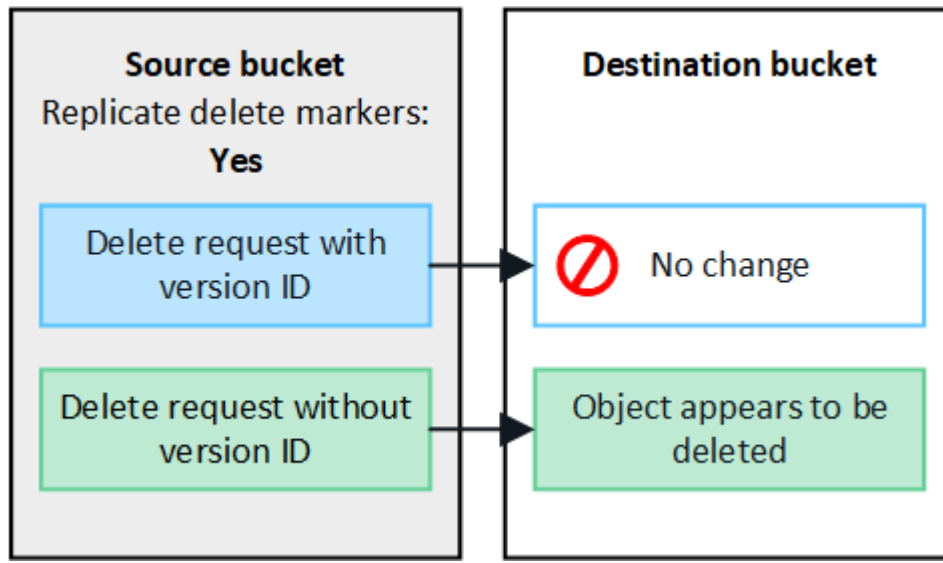 Source bucket
Replicate delete markers:
Yes
Delete request with
version ID
Delete request without
version ID
Destination bucket
No change
Object appears to be
deleted